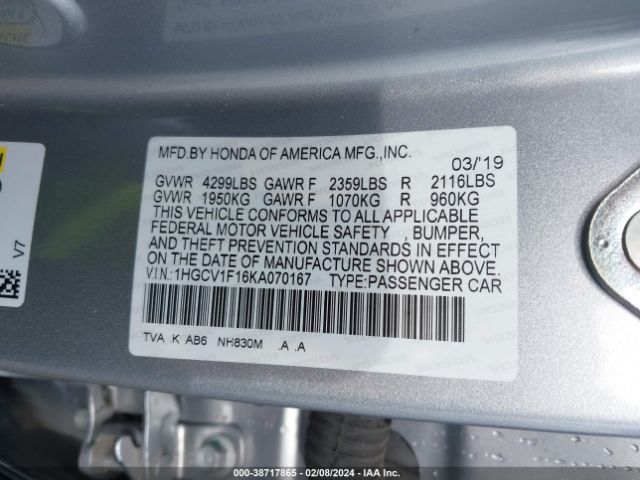 MFD.BY HONDA OF AMERICA MFG.,INC.
03/'19
GVWR 4299LBS GAWR F 2359LBS R 2116LBS
GVWR 1950KG GAWR F 1070KG R 960KG
THIS VEHICLE CONFORMS TO ALL APPLICABLE
FEDERAL MOTOR VEHICLE SAFETY , BUMPER,
AND THEFT PREVENTION STANDARDS IN EFFECT
ON THE DATE OF MANUFACTURE SHOWN ABOVE.
V.I.N.:1HGCV1F16KA070167 TYPE:PASSENGER CAR
TVA K AB6 NH830M .A .A
V7
000-38717865 - 02/08/2024 - IAA Inc.